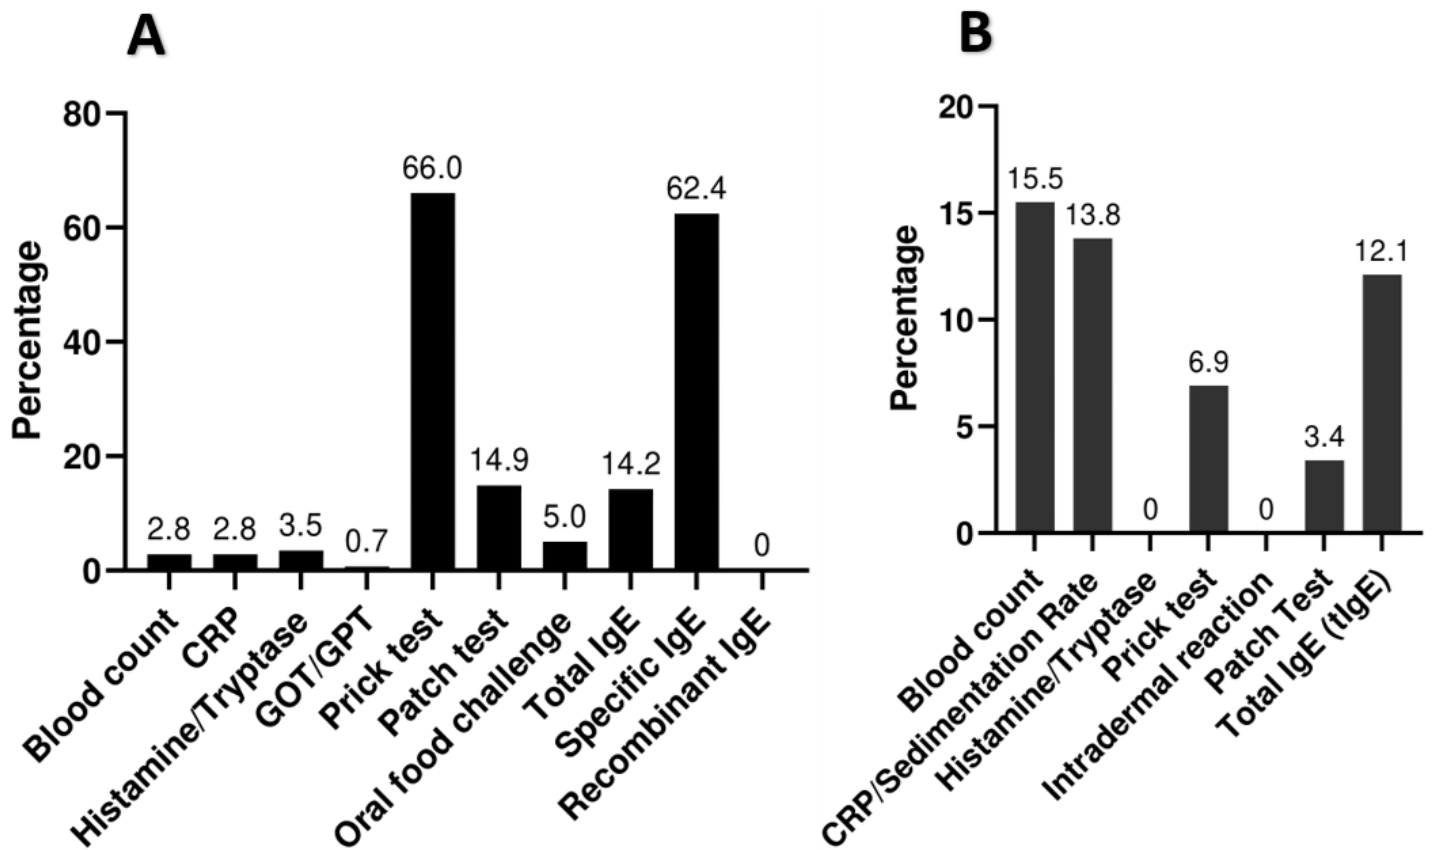 A
Percentage
80
60
40
20
0
2.8
2.8
3.5
0.7
66.0
14.9
5.0
14.2
62.4
0
Blood count
CRP
Histamine/Tryptase
GOT/GPT
Prick test
Patch test
Oral food challenge
Total IgE
Specific IgE
Recombinant IgE
B
Percentage
20
15
10
5
0
15.5
13.8
0
6.9
0
3.4
12.1
Blood count
CRP/Sedimentation Rate
Histamine/Tryptase
Prick test
Intradermal reaction
Patch Test
Total IgE (tIgE)